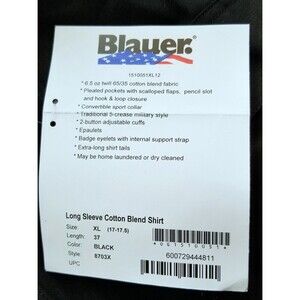 Blauer.
1510051XL12
* 6.5 oz twill 65/35 cotton blend fabric
* Pleated pockets with scalloped flaps, pencil slot
and hook & loop closure
* Convertible sport collar
* Traditional 5 crease military style
* 2-button adjustable cuffs
* Epaulets
* Badge eyelets with internal support strap
* Extra-long shirt tails
* May be home laundered or dry cleaned
Long Sleeve Cotton Blend Shirt
Size: XL (17-17.5)
Length: 37
Color: BLACK
Style: 8703X
UPC
600729444811